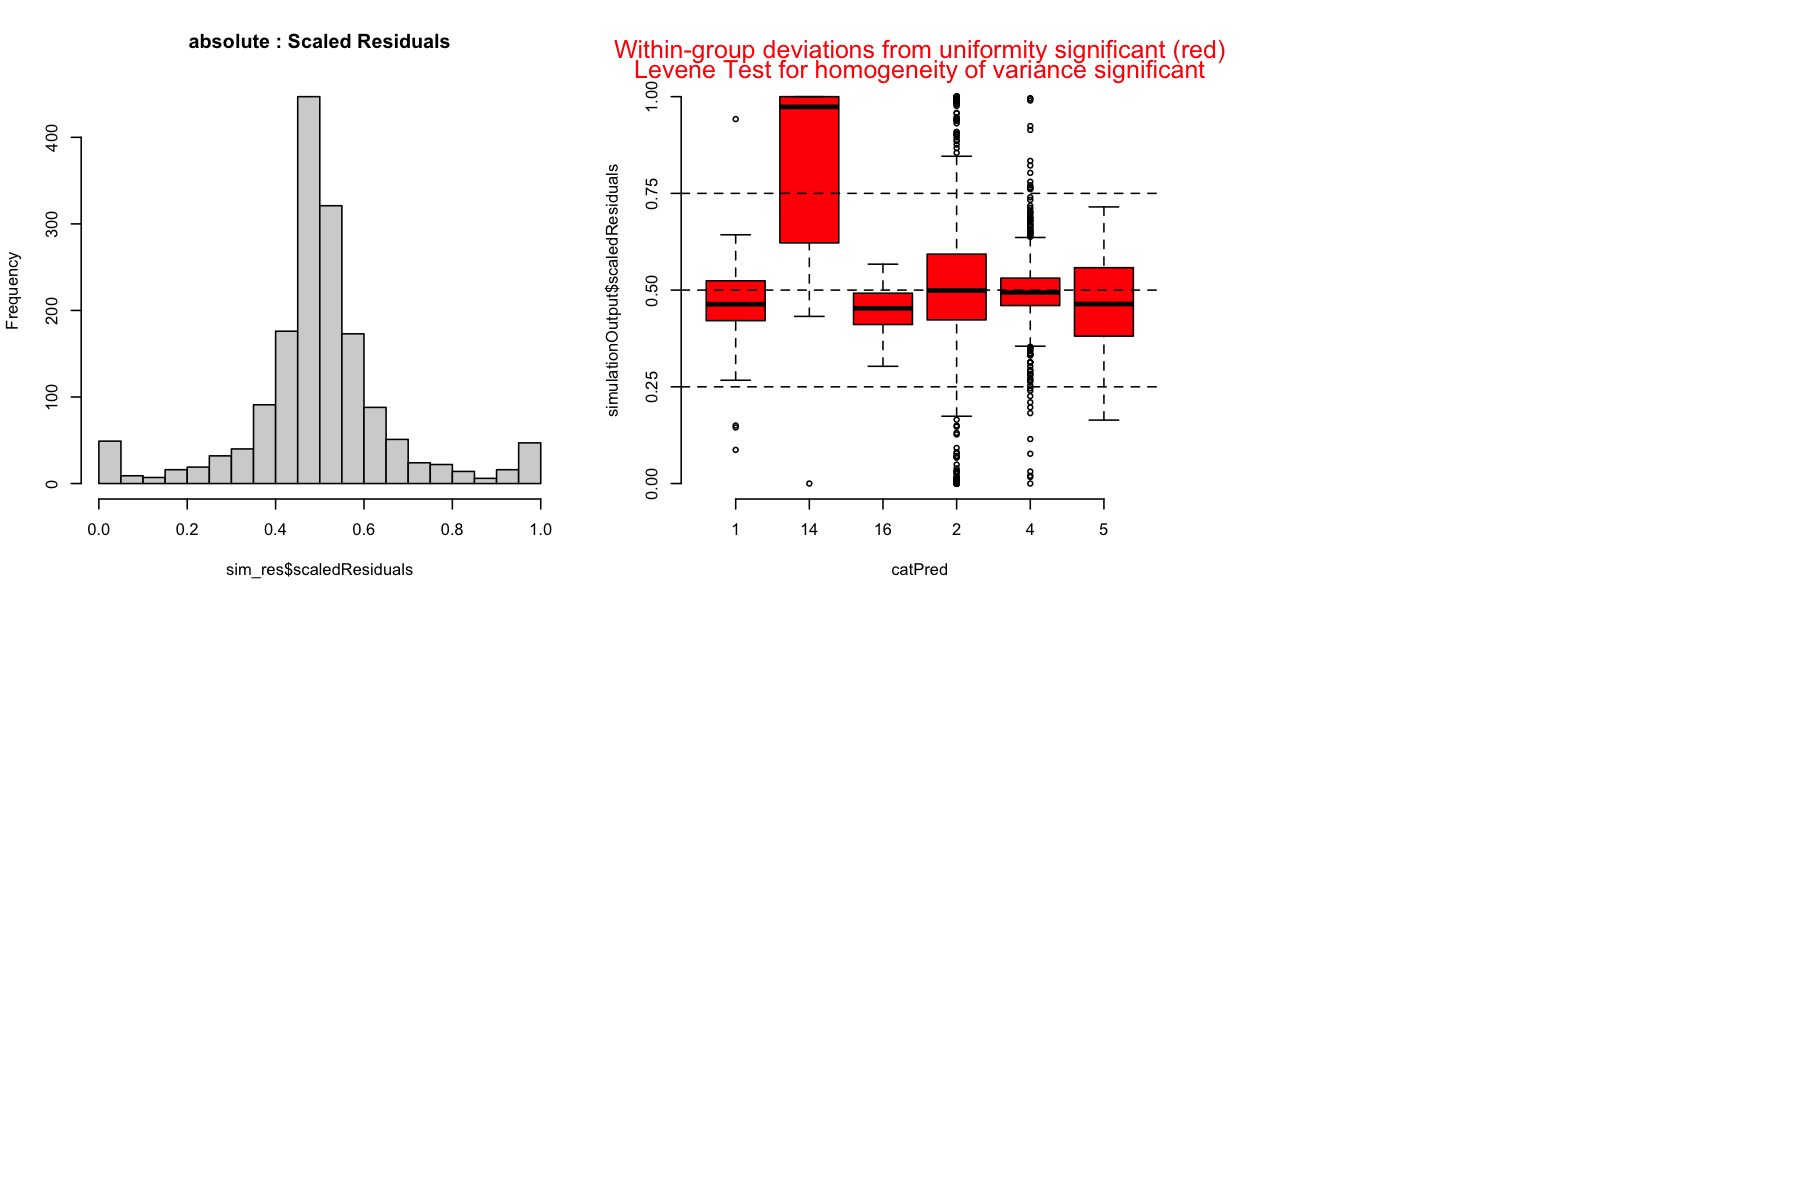 absolute : Scaled Residuals
Frequency
0
100
200
300
400
0.0 0.2 0.4 0.6 0.8 1.0
sim_res$scaledResiduals
Within-group deviations from uniformity significant (red)
Levene Test for homogeneity of variance significant
simulationOutput$scaledResiduals
0.00
0.25
0.50
0.75
1.00
1 14 16 2 4 5
catPred